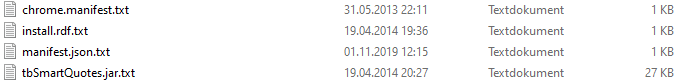 chrome.manifest.txt 31.05.2013 22:11 Textdokument 1 KB
install.rdf.txt 19.04.2014 19:36 Textdokument 1 KB
manifest.json.txt 01.11.2019 12:15 Textdokument 1 KB
tbSmartQuotes.jar.txt 19.04.2014 20:27 Textdokument 27 KB